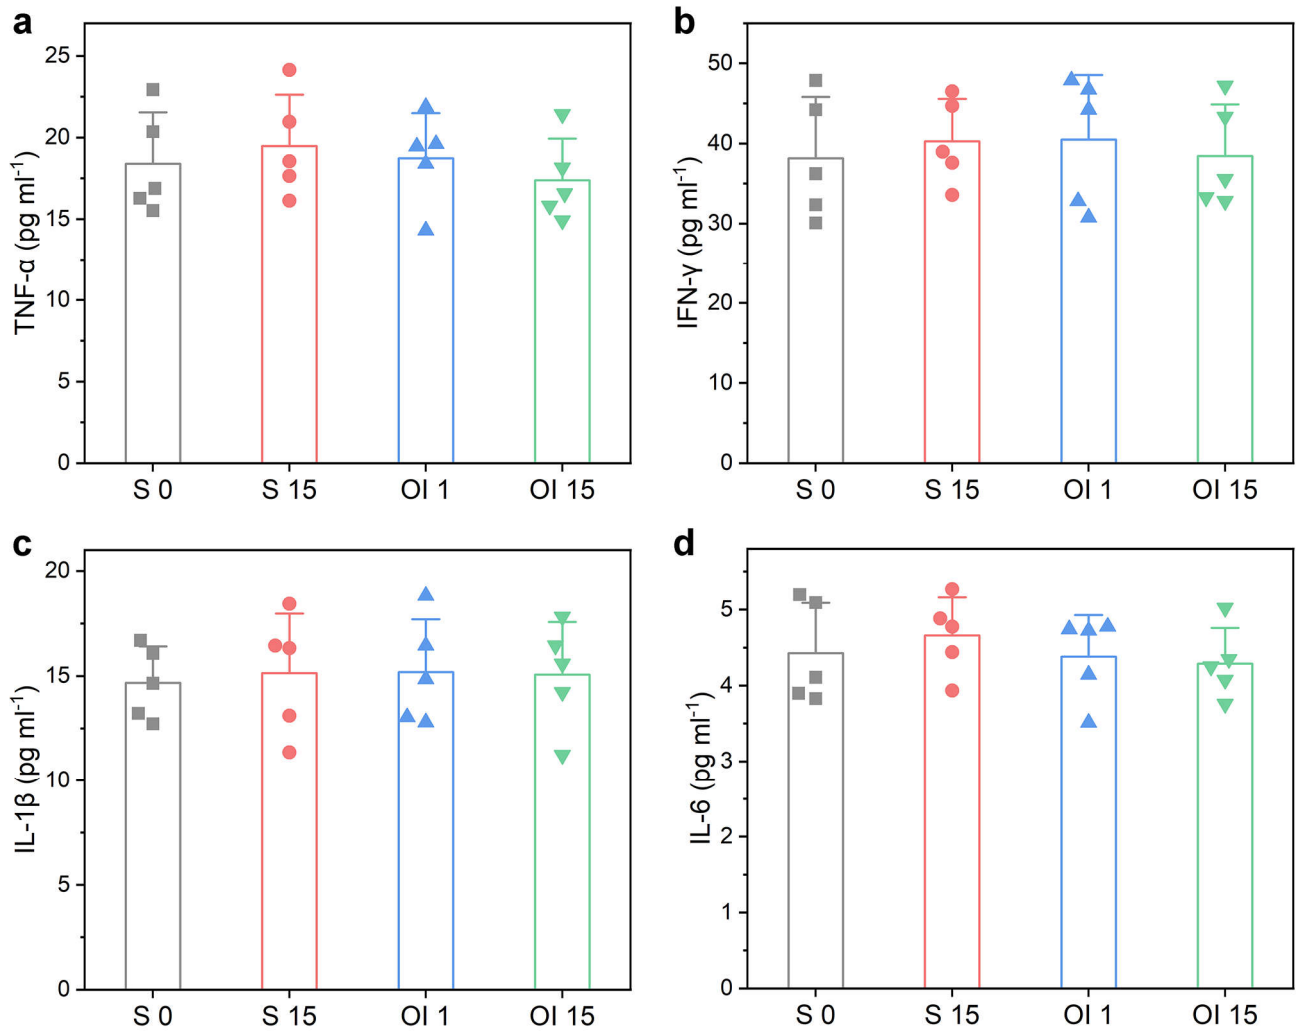 a
TNF-α (pg ml⁻¹)
25
20
15
10
5
0
S 0 S 15 OI 1 OI 15
b
IFN-γ (pg ml⁻¹)
50
40
30
20
10
0
S 0 S 15 OI 1 OI 15
c
IL-1β (pg ml⁻¹)
20
15
10
5
0
S 0 S 15 OI 1 OI 15
d
IL-6 (pg ml⁻¹)
5
4
3
2
1
0
S 0 S 15 OI 1 OI 15